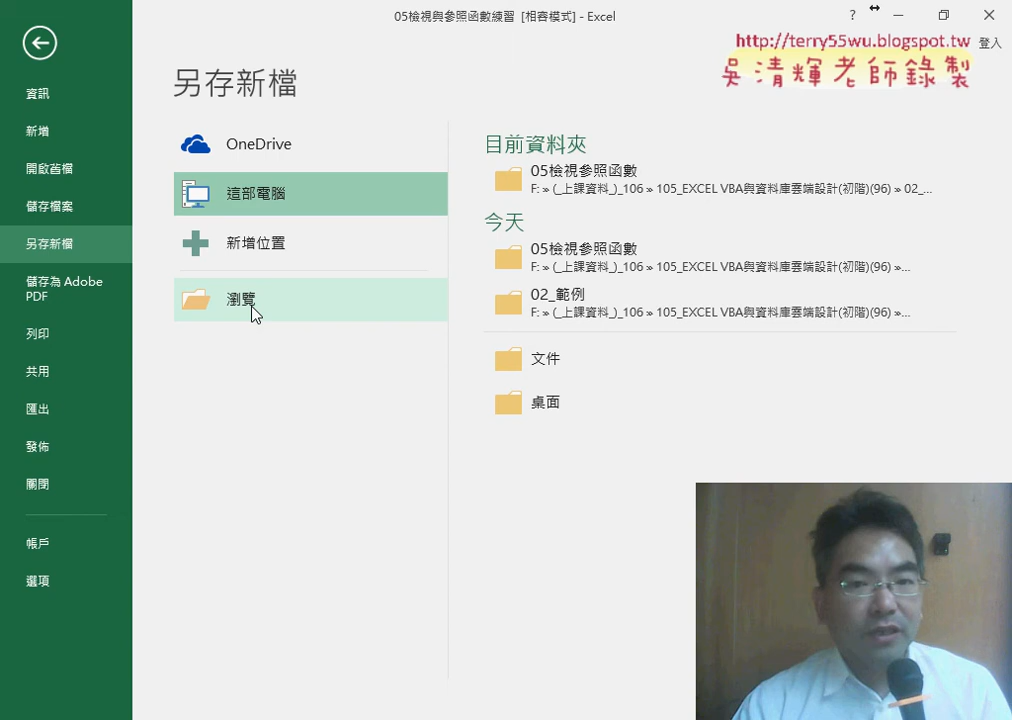 05檢視與參照函數練習 [相容模式] - Excel
?
http://terry55wu.blogspot.tw
登入
吳清輝老師錄製
資訊
新增
開啟舊檔
儲存檔案
另存新檔
儲存為 Adobe
PDF
列印
共用
匯出
發佈
關閉
帳戶
選項
另存新檔
OneDrive
這部電腦
新增位置
瀏覽
目前資料夾
05檢視參照函數
F: » (_上課資料_)_106 » 105_EXCEL VBA與資料庫雲端設計(初階)(96) » 02_...
今天
05檢視參照函數
F: » (_上課資料_)_106 » 105_EXCEL VBA與資料庫雲端設計(初階)(96) »...
02_範例
F: » (_上課資料_)_106 » 105_EXCEL VBA與資料庫雲端設計(初階)(96) »...
文件
桌面